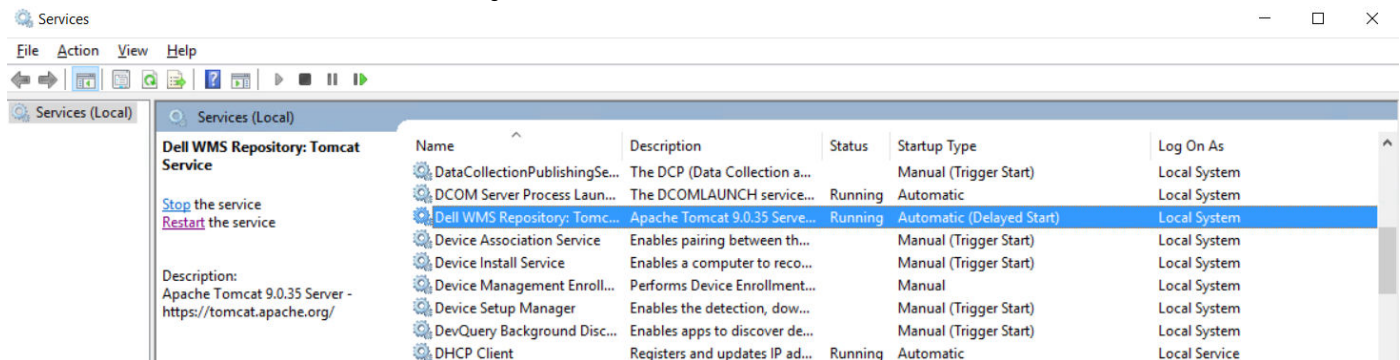 Services
File Action View Help
Services (Local)
Services (Local)
Dell WMS Repository: Tomcat
Service
Stop the service
Restart the service
Description:
Apache Tomcat 9.0.35 Server -
https://tomcat.apache.org/
Name Description Status Startup Type Log On As
DataCollectionPublishingSe... The DCP (Data Collection a... Manual (Trigger Start) Local System
DCOM Server Process Laun... The DCOMLAUNCH service... Running Automatic Local System
Dell WMS Repository: Tomc... Apache Tomcat 9.0.35 Serve... Running Automatic (Delayed Start) Local System
Device Association Service Enables pairing between th... Manual (Trigger Start) Local System
Device Install Service Enables a computer to reco... Manual (Trigger Start) Local System
Device Management Enroll... Performs Device Enrollment... Manual Local System
Device Setup Manager Enables the detection, dow... Manual (Trigger Start) Local System
DevQuery Background Disc... Enables apps to discover de... Manual (Trigger Start) Local System
DHCP Client Registers and updates IP ad... Running Automatic Local Service